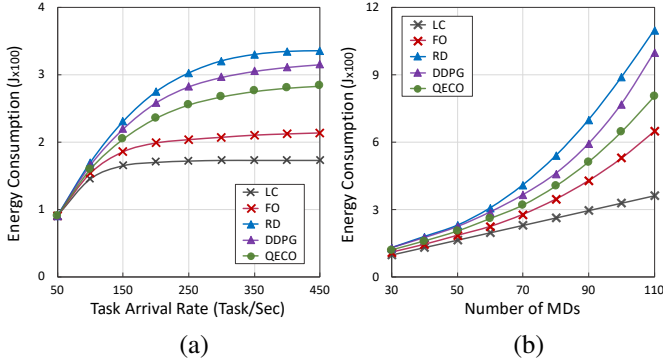 4
3
2
1
0
Energy Consumption (Jx100)
LC
FO
RD
DDPG
QECO
50 150 250 350 450
Task Arrival Rate (Task/Sec)
(a)
12
9
6
3
0
Energy Consumption (Jx100)
LC
FO
RD
DDPG
QECO
30 50 70 90 110
Number of MDs
(b)